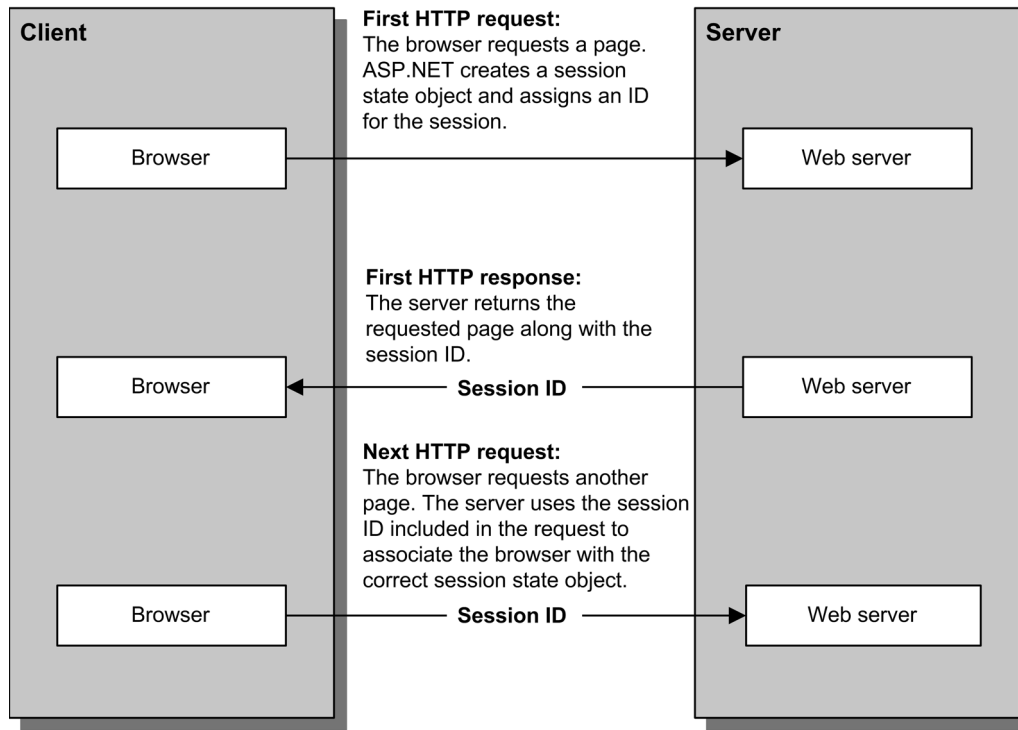 Client
First HTTP request:
The browser requests a page.
ASP.NET creates a session
state object and assigns an ID
for the session.
Server
Browser
Web server
First HTTP response:
The server returns the
requested page along with the
session ID.
Browser
Session ID
Web server
Next HTTP request:
The browser requests another
page. The server uses the session
ID included in the request to
associate the browser with the
correct session state object.
Browser
Session ID
Web server